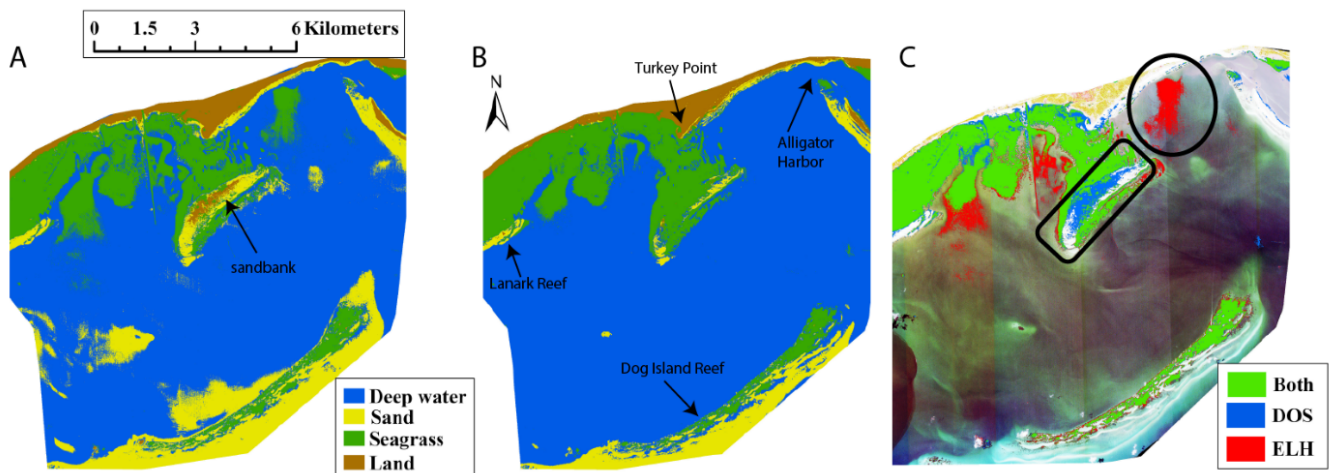 0 1.5 3 6 Kilometers
A
sandbank
Lanark Reef
Deep water
Sand
Seagrass
Land
B
N
Turkey Point
Alligator
Harbor
Dog Island Reef
C
Both
DOS
ELH